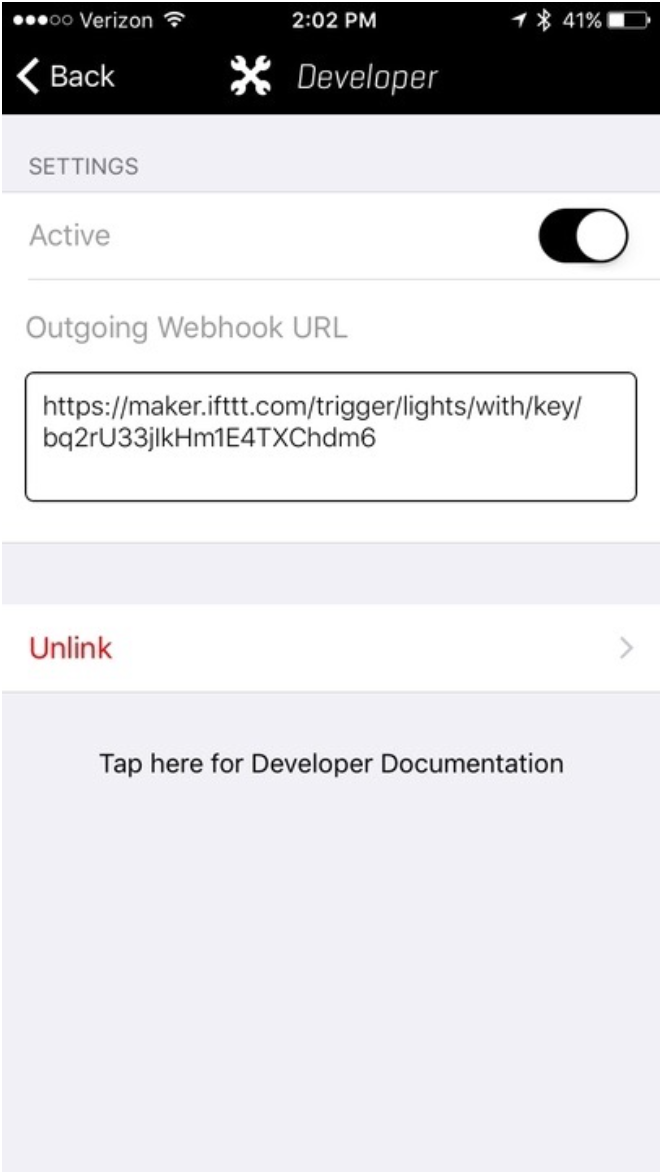 Verizon 2:02 PM 41%
Back Developer
SETTINGS
Active
Outgoing Webhook URL
https://maker.ifttt.com/trigger/lights/with/key/
bq2rU33jlkHm1E4TXChdm6
Unlink
Tap here for Developer Documentation